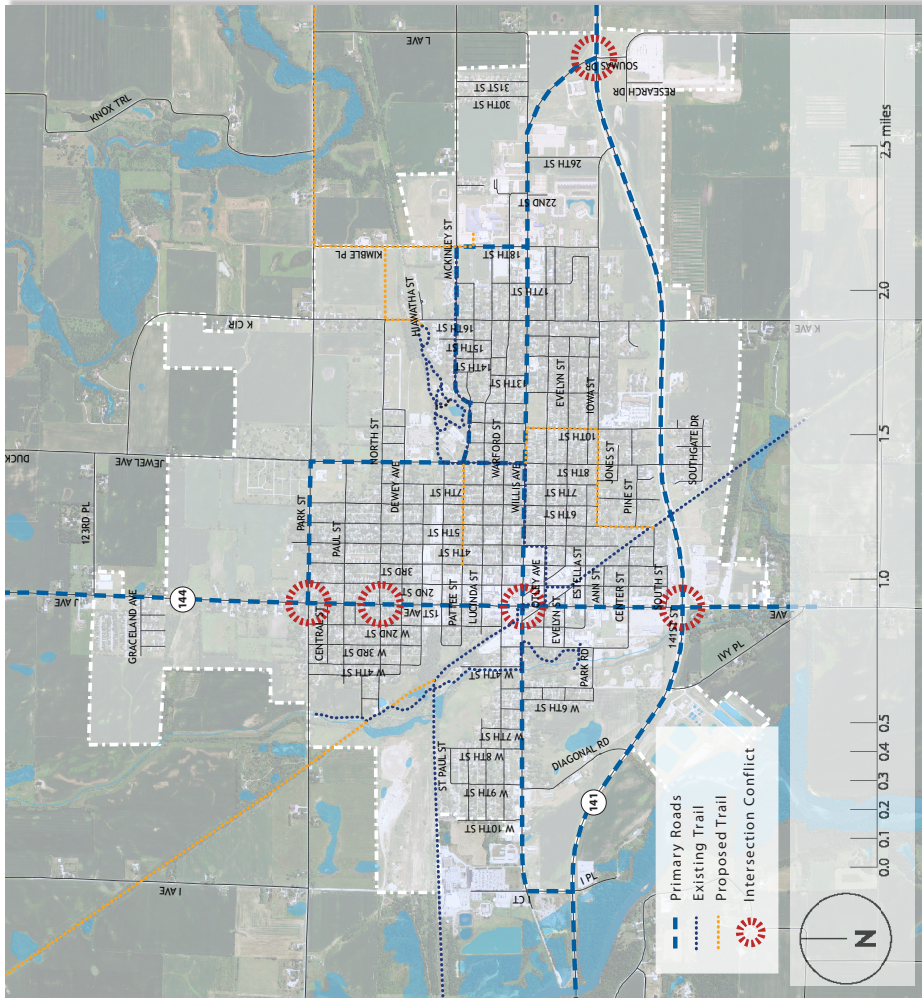 L AVE
KNOX TRL
31ST ST
30TH ST
SOUMAS DR
RESEARCH DR
26TH ST
22ND ST
MCKINLEY ST
KIMBLE PL
18TH ST
17TH ST
HIAWATHA ST
K CIR
16TH ST
15TH ST
14TH ST
13TH ST
K AVE
EVELYN ST
IOWA ST
DUCK
JEWEL AVE
NORTH ST
WARFORD ST
10TH ST
SOUTHGATE DR
123RD PL
PARK ST
PAUL ST
DEWEY AVE
7TH ST
WILLIS AVE
8TH ST
7TH ST
6TH ST
JONES ST
PINE ST
5TH ST
4TH ST
3RD ST
2ND ST
1ST AVE
J AVE
144
GRACELAND AVE
CENTRAL ST
W 2ND ST
W 3RD ST
W 4TH ST
PATTEE ST
LUCINDA ST
OTLEY AVE
ESTELLA ST
EVELYN ST
ANN ST
CENTER ST
SOUTH ST
141ST ST
AVE
IVY PL
PARK RD
W 4TH ST
W 6TH ST
W 7TH ST
W 8TH ST
W 9TH ST
W 10TH ST
ST PAUL ST
DIAGONAL RD
141
I AVE
I CT
I PL
Primary Roads
Existing Trail
Proposed Trail
Intersection Conflict
0.0 0.1 0.2 0.3 0.4 0.5 1.0 1.5 2.0 2.5 miles
N